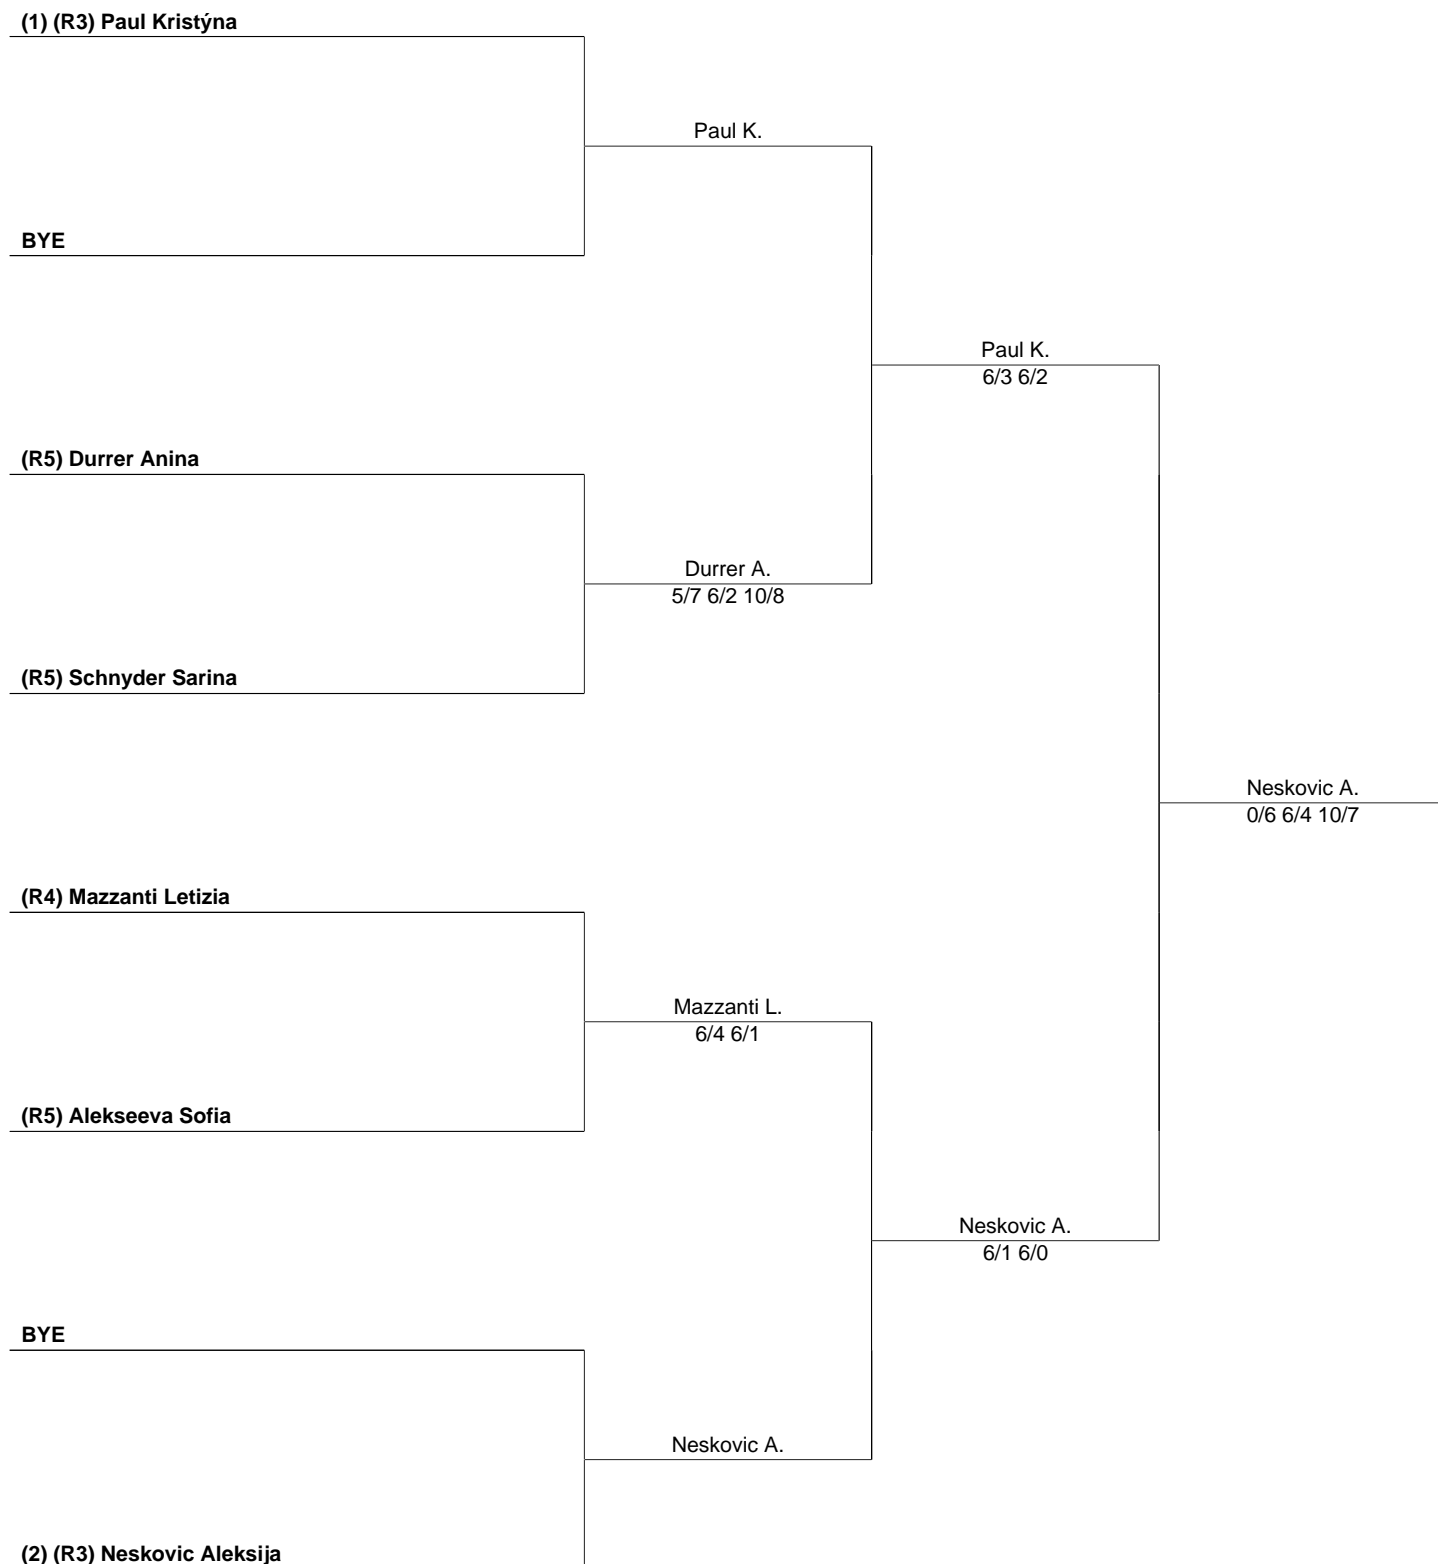 (1) (R3) Paul Kristýna
Paul K.
BYE
Paul K.
6/3 6/2
(R5) Durrer Anina
Durrer A.
5/7 6/2 10/8
(R5) Schnyder Sarina
Neskovic A.
0/6 6/4 10/7
(R4) Mazzanti Letizia
Mazzanti L.
6/4 6/1
(R5) Alekseeva Sofia
Neskovic A.
6/1 6/0
BYE
Neskovic A.
(2) (R3) Neskovic Aleksija